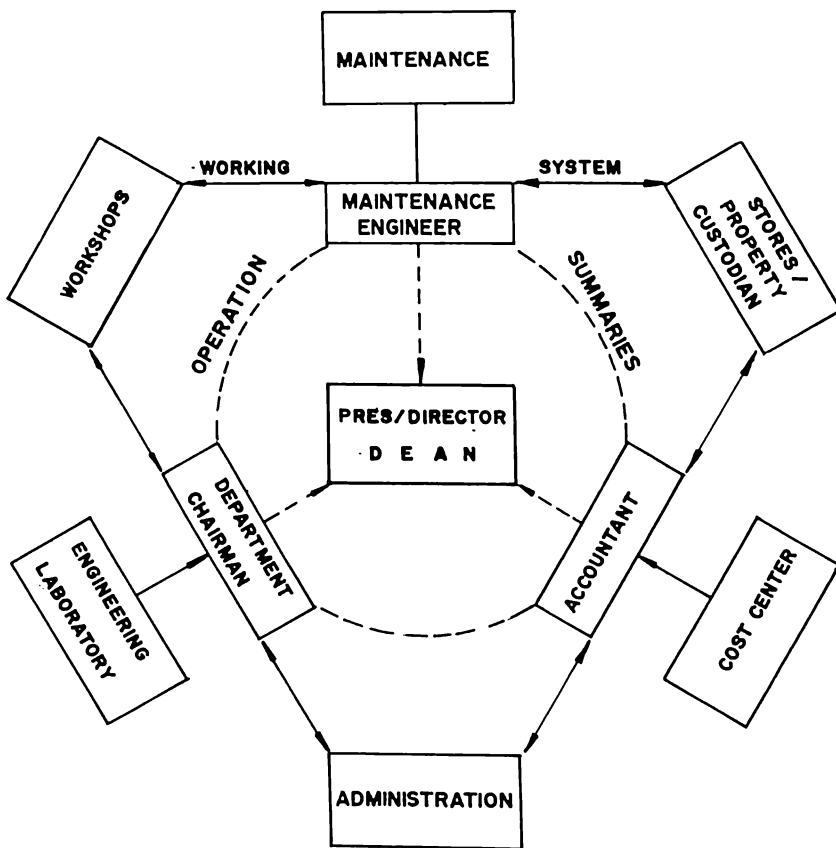 MAINTENANCE
WORKING
SYSTEM
MAINTENANCE
ENGINEER
WORKSHOPS
STORES /
PROPERTY
CUSTODIAN
OPERATION
SUMMARIES
PRES/DIRECTOR
DEAN
DEPARTMENT
CHAIRMAN
ACCOUNTANT
ENGINEERING
LABORATORY
COST CENTER
ADMINISTRATION